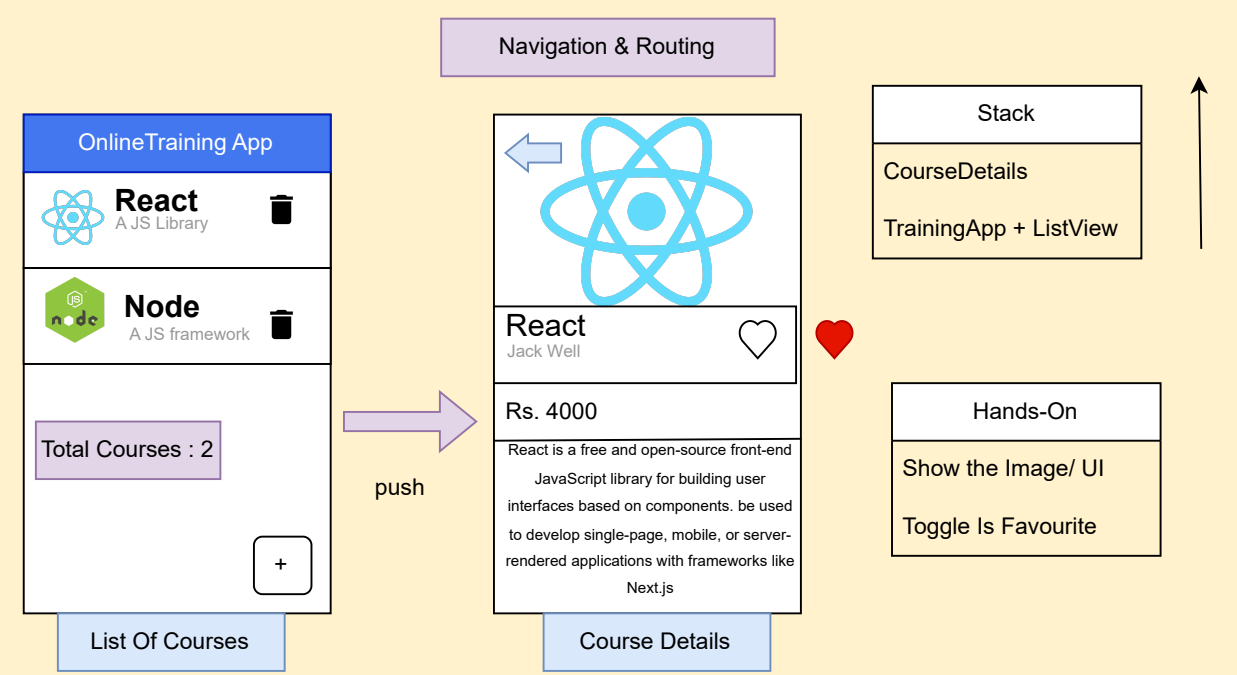 Navigation & Routing
OnlineTraining App
React
A JS Library
JS
node
Node
A JS framework
Total Courses : 2
+
List Of Courses
push
React
Jack Well
Rs. 4000
React is a free and open-source front-end
JavaScript library for building user
interfaces based on components. be used
to develop single-page, mobile, or server-
rendered applications with frameworks like
Next.js
Course Details
Stack
CourseDetails
TrainingApp + ListView
Hands-On
Show the Image/ UI
Toggle Is Favourite